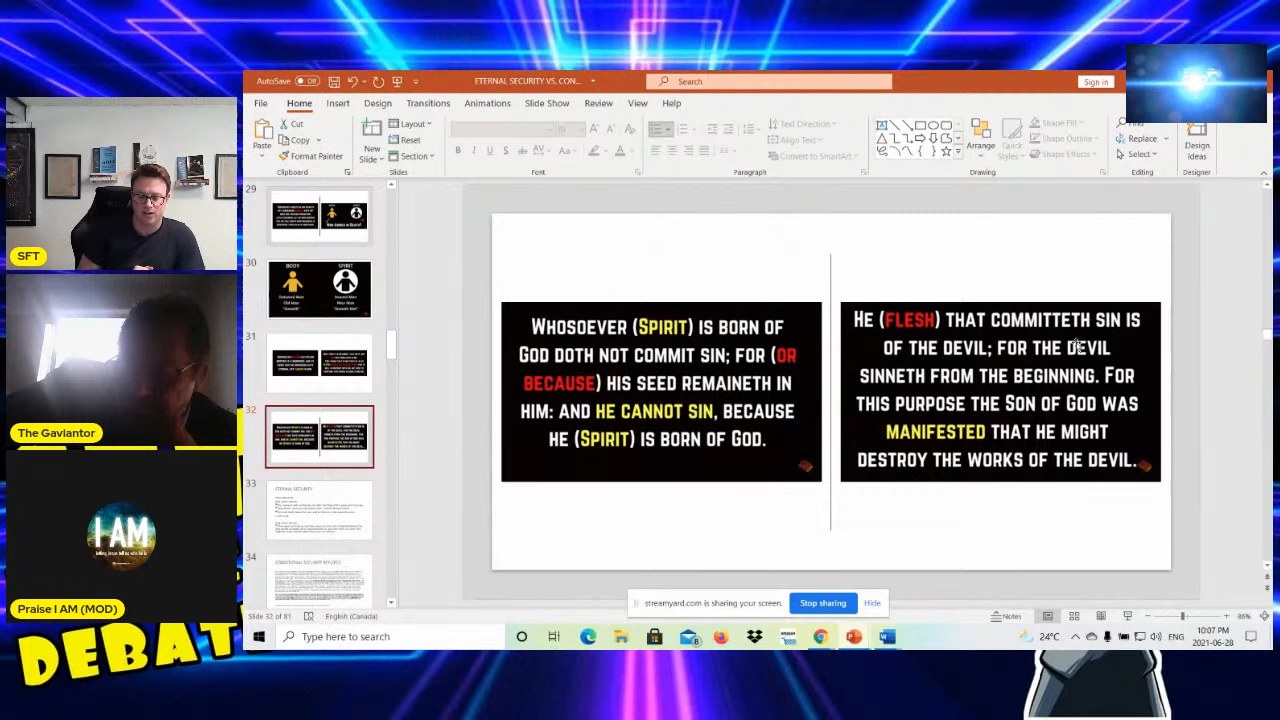 AutoSave Off
ETERNAL SECURITY VS. CON...
Search
Sign in
File Home Insert Design Transitions Animations Slide Show Review View Help
Paste
Cut
Copy
Format Painter
Clipboard
New
Slide
Layout
Reset
Section
Slides
Font
Text Direction
Align Text
Convert to SmartArt
Paragraph
Arrange
Quick
Styles
Shape Fill
Shape Outline
Shape Effects
Drawing
Find
Replace
Select
Editing
Design
Ideas
Designer
29
30
BODY SPIRIT
31
32
33
ETERNAL SECURITY
34
CONDITIONAL SECURITY REFUTED
WHOSOEVER (SPIRIT) IS BORN OF
GOD DOTH NOT COMMIT SIN; FOR (OR
BECAUSE) HIS SEED REMAINETH IN
HIM: AND HE CANNOT SIN, BECAUSE
HE (SPIRIT) IS BORN OF GOD.
HE (FLESH) THAT COMMITTETH SIN IS
OF THE DEVIL; FOR THE DEVIL
SINNETH FROM THE BEGINNING. FOR
THIS PURPOSE THE SON OF GOD WAS
MANIFESTED THAT HE MIGHT
DESTROY THE WORKS OF THE DEVIL.
streamyard.com is sharing your screen.
Stop sharing
Hide
Slide 32 of 81
English (Canada)
Notes
36%
Type here to search
24°C
ENG
10:07 PM
2021-06-28
SFT
The Gaviantor
I AM
Praise I AM (MOD)
DEBAT